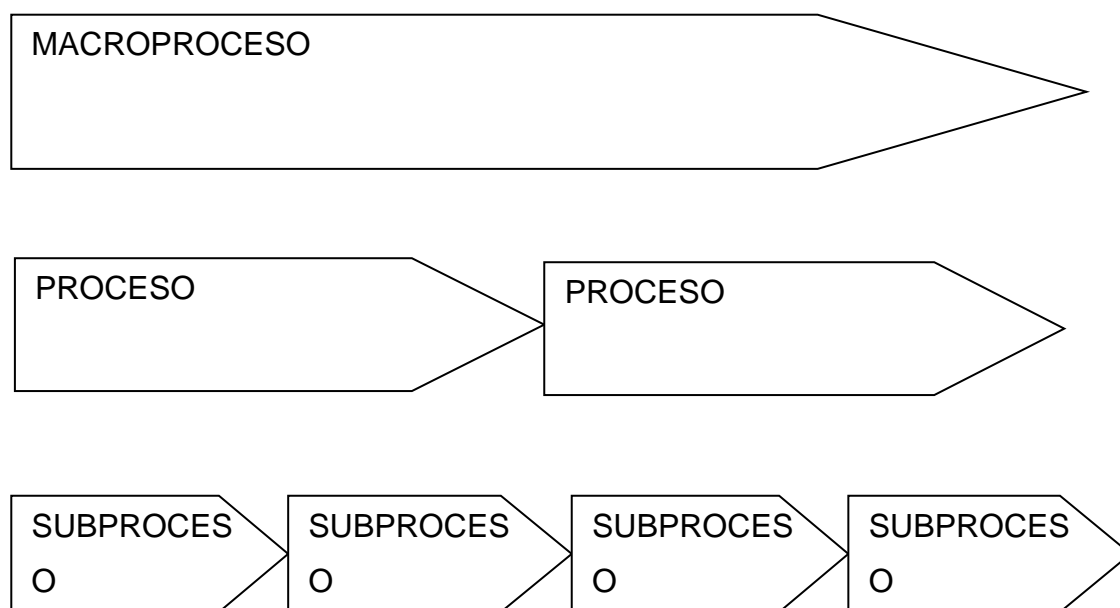 MACROPROCESO
PROCESO
PROCESO
SUBPROCES
O
SUBPROCES
O
SUBPROCES
O
SUBPROCES
O